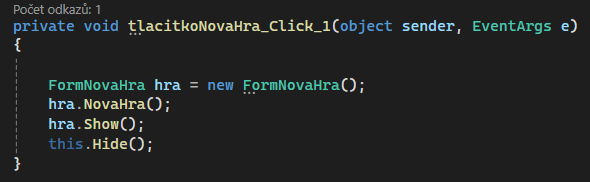 Počet odkazů: 1
private void tlacitkoNovaHra_Click_1(object sender, EventArgs e)
{
FormNovaHra hra = new FormNovaHra();
hra.NovaHra();
hra.Show();
this.Hide();
}